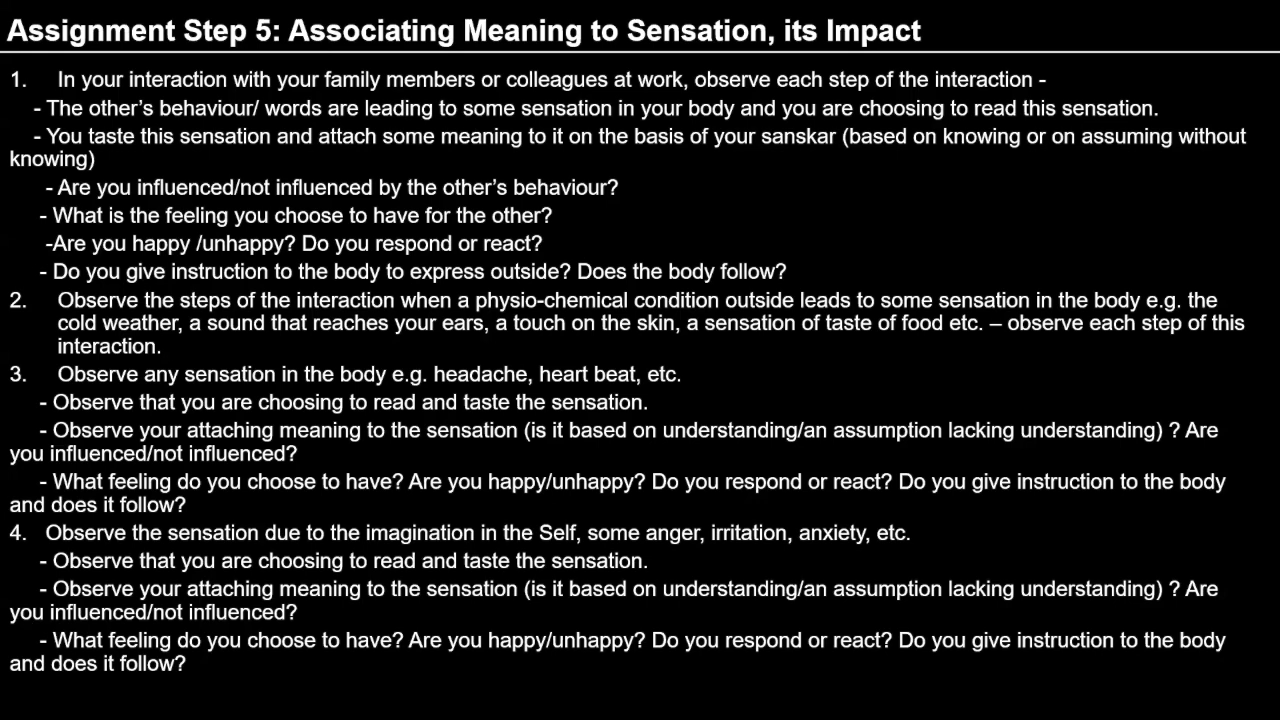 Assignment Step 5: Associating Meaning to Sensation, its Impact
1. In your interaction with your family members or colleagues at work, observe each step of the interaction -
- The other's behaviour/ words are leading to some sensation in your body and you are choosing to read this sensation.
- You taste this sensation and attach some meaning to it on the basis of your sanskar (based on knowing or on assuming without
knowing)
- Are you influenced/not influenced by the other's behaviour?
- What is the feeling you choose to have for the other?
-Are you happy /unhappy? Do you respond or react?
- Do you give instruction to the body to express outside? Does the body follow?
2. Observe the steps of the interaction when a physio-chemical condition outside leads to some sensation in the body e.g. the
cold weather, a sound that reaches your ears, a touch on the skin, a sensation of taste of food etc. – observe each step of this
interaction.
3. Observe any sensation in the body e.g. headache, heart beat, etc.
- Observe that you are choosing to read and taste the sensation.
- Observe your attaching meaning to the sensation (is it based on understanding/an assumption lacking understanding) ? Are
you influenced/not influenced?
- What feeling do you choose to have? Are you happy/unhappy? Do you respond or react? Do you give instruction to the body
and does it follow?
4. Observe the sensation due to the imagination in the Self, some anger, irritation, anxiety, etc.
- Observe that you are choosing to read and taste the sensation.
- Observe your attaching meaning to the sensation (is it based on understanding/an assumption lacking understanding) ? Are
you influenced/not influenced?
- What feeling do you choose to have? Are you happy/unhappy? Do you respond or react? Do you give instruction to the body
and does it follow?